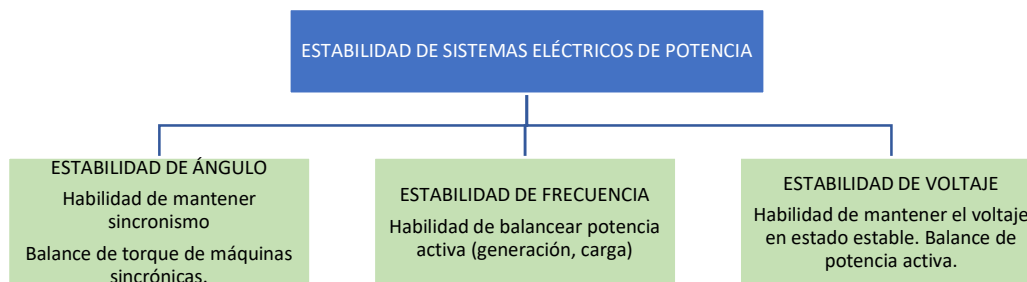 ESTABILIDAD DE SISTEMAS ELÉCTRICOS DE POTENCIA
ESTABILIDAD DE ÁNGULO
Habilidad de mantener
sincronismo
Balance de torque de máquinas
sincrónicas.
ESTABILIDAD DE FRECUENCIA
Habilidad de balancear potencia
activa (generación, carga)
ESTABILIDAD DE VOLTAJE
Habilidad de mantener el voltaje
en estado estable. Balance de
potencia activa.